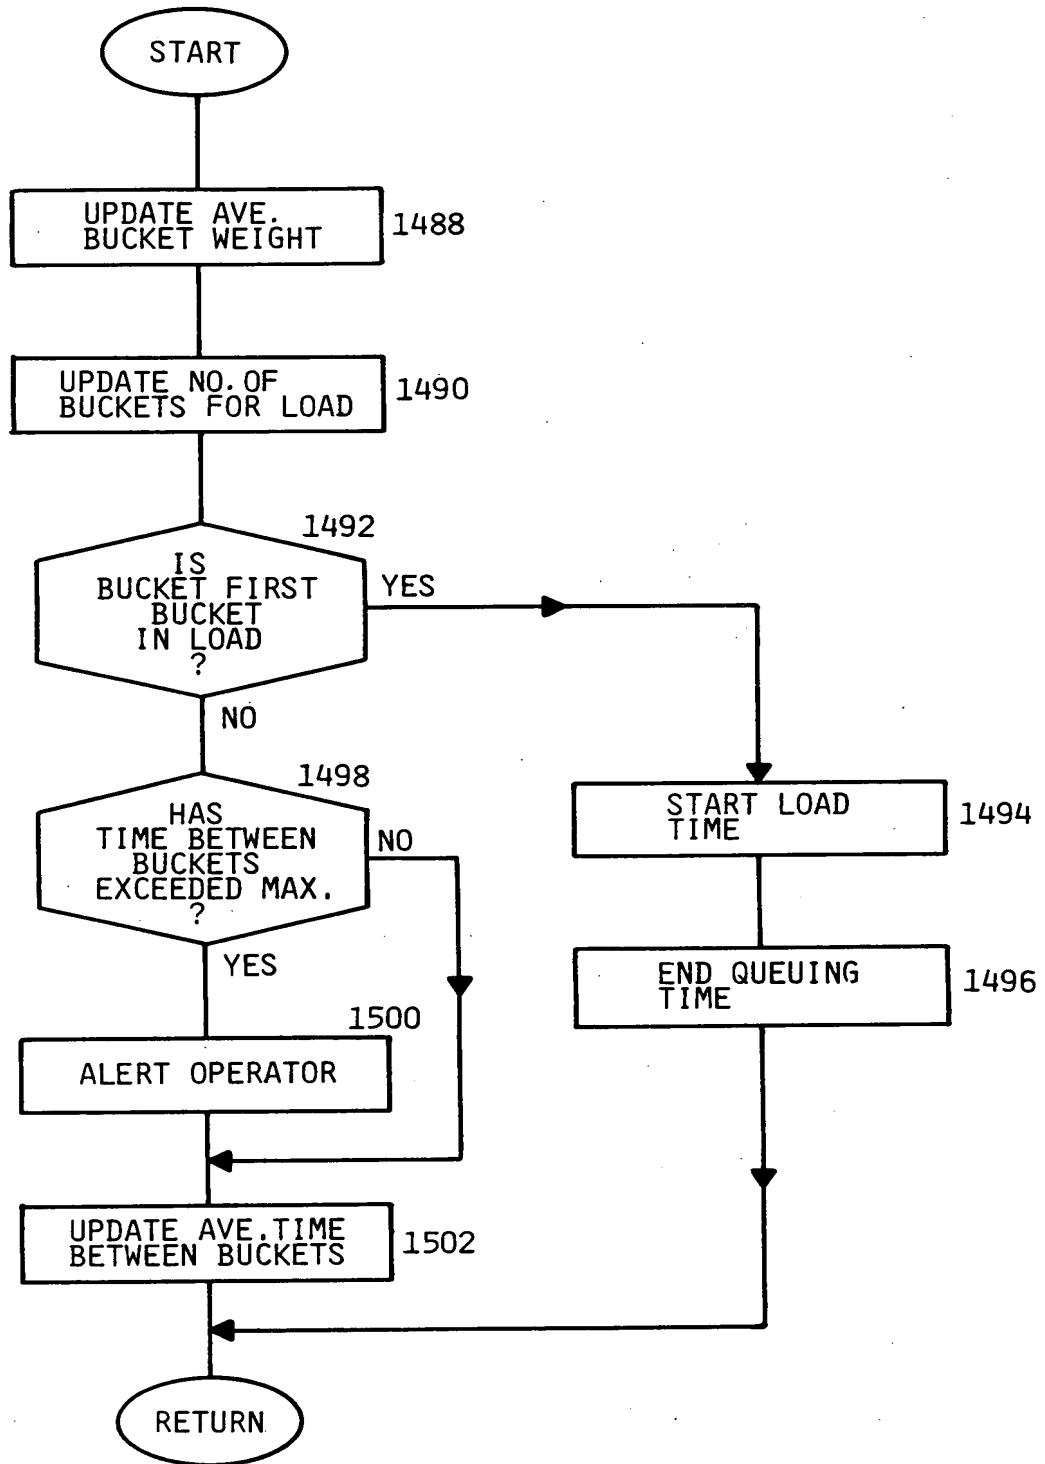 START
UPDATE AVE.
BUCKET WEIGHT
1488
UPDATE NO.OF
BUCKETS FOR LOAD
1490
1492
IS
BUCKET FIRST
BUCKET
IN LOAD
?
YES
NO
1498
HAS
TIME BETWEEN
BUCKETS
EXCEEDED MAX.
?
NO
YES
START LOAD
TIME
1494
END QUEUING
TIME
1496
1500
ALERT OPERATOR
UPDATE AVE.TIME
BETWEEN BUCKETS
1502
RETURN